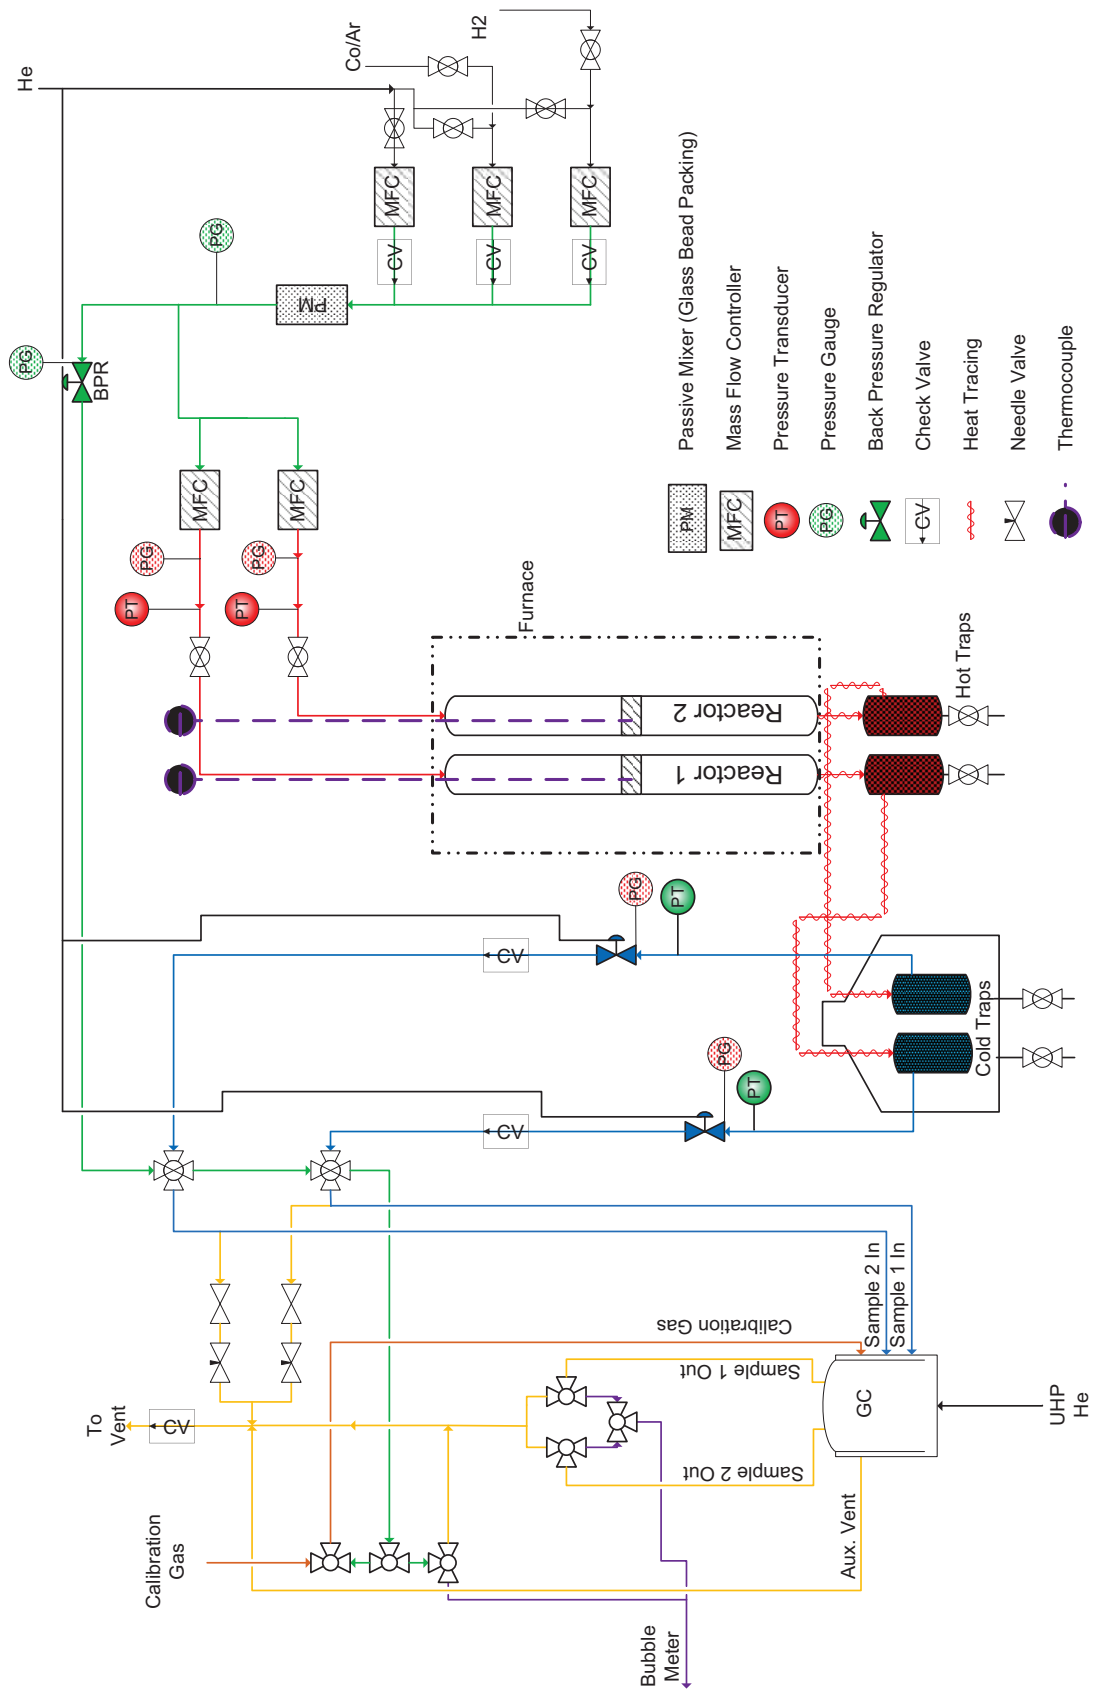 He
Co/Ar
H2
PG
PG
BPR
PM
MFC
MFC
MFC
CV
CV
CV
MFC
MFC
PG
PG
PT
PT
Furnace
Reactor 2
Reactor 1
Hot Traps
Cold Traps
PG
PT
CV
PG
PT
CV
To
Vent
CV
Calibration
Gas
Calibration Gas
Sample 2 In
Sample 1 In
Sample 1 Out
Sample 2 Out
GC
UHP
He
Aux. Vent
Bubble
Meter
PM
Passive Mixer (Glass Bead Packing)
MFC
Mass Flow Controller
PT
Pressure Transducer
PG
Pressure Gauge
Back Pressure Regulator
CV
Check Valve
Heat Tracing
Needle Valve
Thermocouple